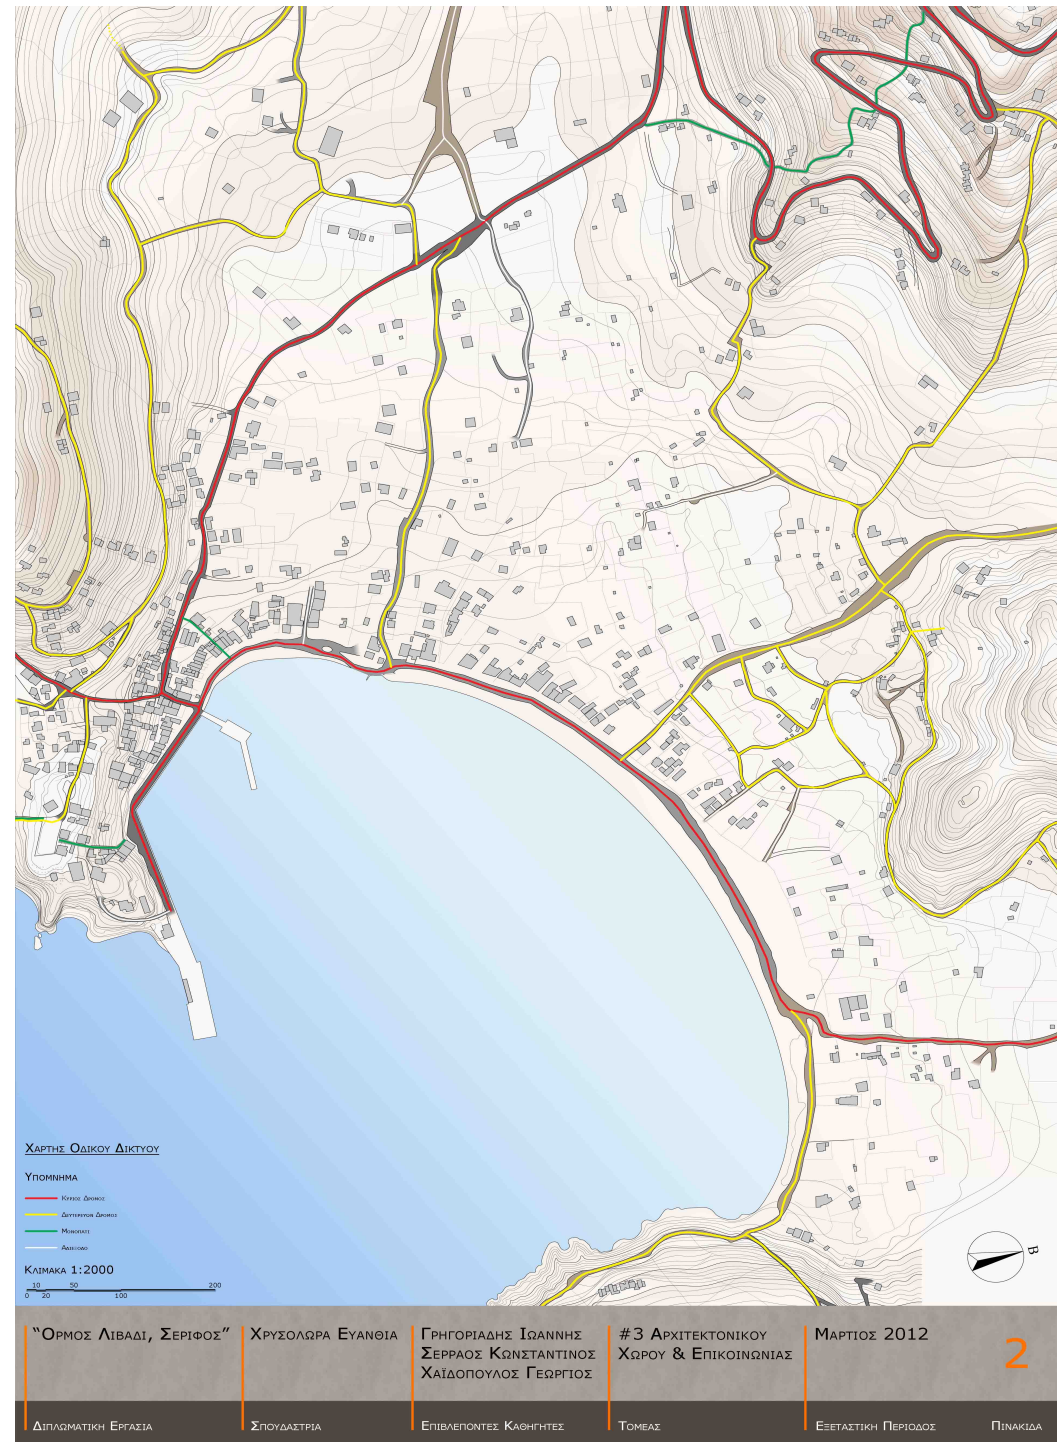 Χαρτης Οδικου Δικτυου
Υπομνημα
Κυριος Δρομος
Δευτερευων Δρομος
Μονοπατι
Αδιεξοδο
Κλιμακα 1:2000
10 50 200
0 20 100
Β
"Ορμος Λιβαδι, Σεριφος"
Χρυσολωρα Ευανθια
Γρηγοριαδης Ιωαννης
Σερραος Κωνσταντινος
Χαϊδοπουλος Γεωργιος
#3 Αρχιτεκτονικου
Χωρου & Επικοινωνιας
Μαρτιος 2012
2
Διπλωματικη Εργασια
Σπουδαστρια
Επιβλεποντες Καθηγητες
Τομεας
Εξεταστικη Περιοδος
Πινακιδα